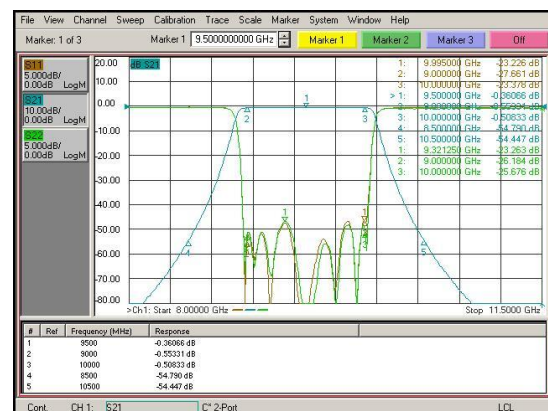 File View Channel Sweep Calibration Trace Scale Marker System Window Help
Marker: 1 of 3 Marker 1 9.5000000000 GHz Marker 1 Marker 2 Marker 3 Off
S11
5.000dB/
0.00dB LogM
S21
10.00dB/
0.00dB LogM
S22
5.000dB/
0.00dB LogM
dB S21
20.00
10.00
0.00
-10.00
-20.00
-30.00
-40.00
-50.00
-60.00
-70.00
-80.00
1: 9.995000 GHz -23.226 dB
2: 9.000000 GHz -27.661 dB
3: 10.000000 GHz -23.378 dB
> 1: 9.500000 GHz -0.36066 dB
3: 10.000000 GHz -0.50833 dB
4: 8.500000 GHz -54.790 dB
5: 10.500000 GHz -54.447 dB
1: 9.321250 GHz -23.263 dB
2: 9.000000 GHz -26.184 dB
3: 10.000000 GHz -25.676 dB
2
3
1
1
1
4
5
>Ch1: Start 8.00000 GHz
Stop 11.5000 GHz
# Ref Frequency (MHz) Response
1 9500 -0.36066 dB
2 9000 -0.55331 dB
3 10000 -0.50833 dB
4 8500 -54.790 dB
5 10500 -54.447 dB
Cont. CH 1: S21 C* 2-Port LCL